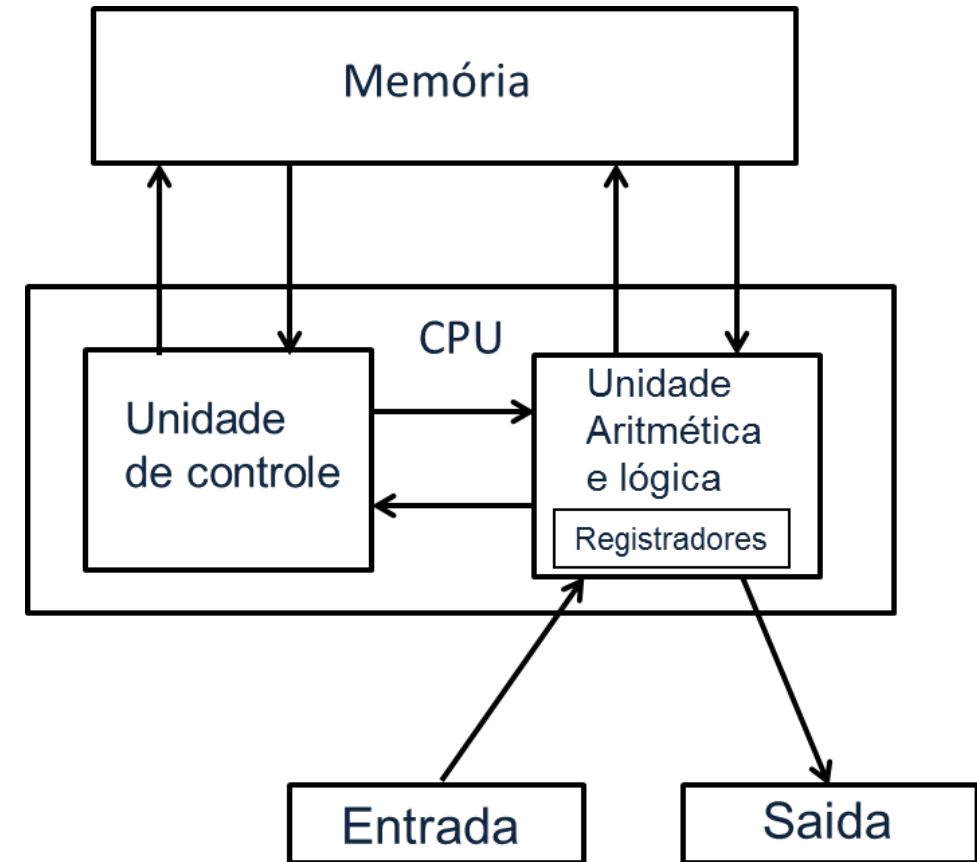 Memória
CPU
Unidade
de controle
Unidade
Aritmética
e lógica
Registradores
Entrada
Saida